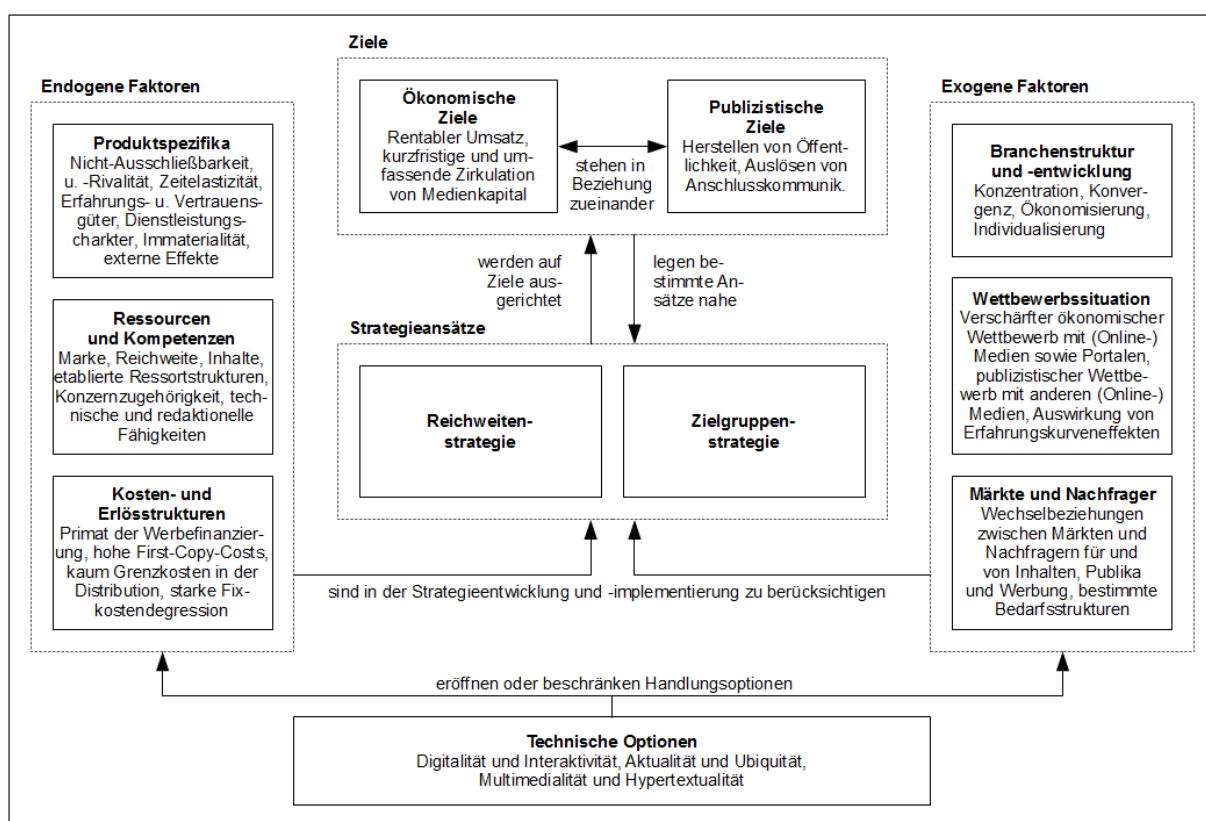 Ziele
Ökonomische
Ziele
Rentabler Umsatz,
kurzfristige und um-
fassende Zirkulation
von Medienkapital
stehen in
Beziehung
zueinander
Publizistische
Ziele
Herstellen von Öffent-
lichkeit, Auslösen von
Anschlusskommunik.
Endogene Faktoren
Produktspezifika
Nicht-Ausschließbarkeit,
u. -Rivalität, Zeitelastizität,
Erfahrungs- u. Vertrauens-
güter, Dienstleistungs-
charkter, Immaterialität,
externe Effekte
Ressourcen
und Kompetenzen
Marke, Reichweite, Inhalte,
etablierte Ressortstrukturen,
Konzernzugehörigkeit, tech-
nische und redaktionelle
Fähigkeiten
Kosten- und
Erlösstrukturen
Primat der Werbefinanzier-
ung, hohe First-Copy-Costs,
kaum Grenzkosten in der
Distribution, starke Fix-
kostendegression
werden auf
Ziele aus-
gerichtet
legen be-
stimmte An-
sätze nahe
Strategieansätze
Reichweiten-
strategie
Zielgruppen-
strategie
sind in der Strategieentwicklung und -implementierung zu berücksichtigen
Exogene Faktoren
Branchenstruktur
und -entwicklung
Konzentration, Konver-
genz, Ökonomisierung,
Individualisierung
Wettbewerbssituation
Verschärfter ökonomischer
Wettbewerb mit (Online-)
Medien sowie Portalen,
publizistischer Wettbe-
werb mit anderen (Online-)
Medien, Auswirkung von
Erfahrungskurveneffekten
Märkte und Nachfrager
Wechselbeziehungen
zwischen Märkten und
Nachfragern für und
von Inhalten, Publika
und Werbung, bestimmte
Bedarfsstrukturen
eröffnen oder beschränken Handlungsoptionen
Technische Optionen
Digitalität und Interaktivität, Aktualität und Ubiquität,
Multimedialität und Hypertextualität